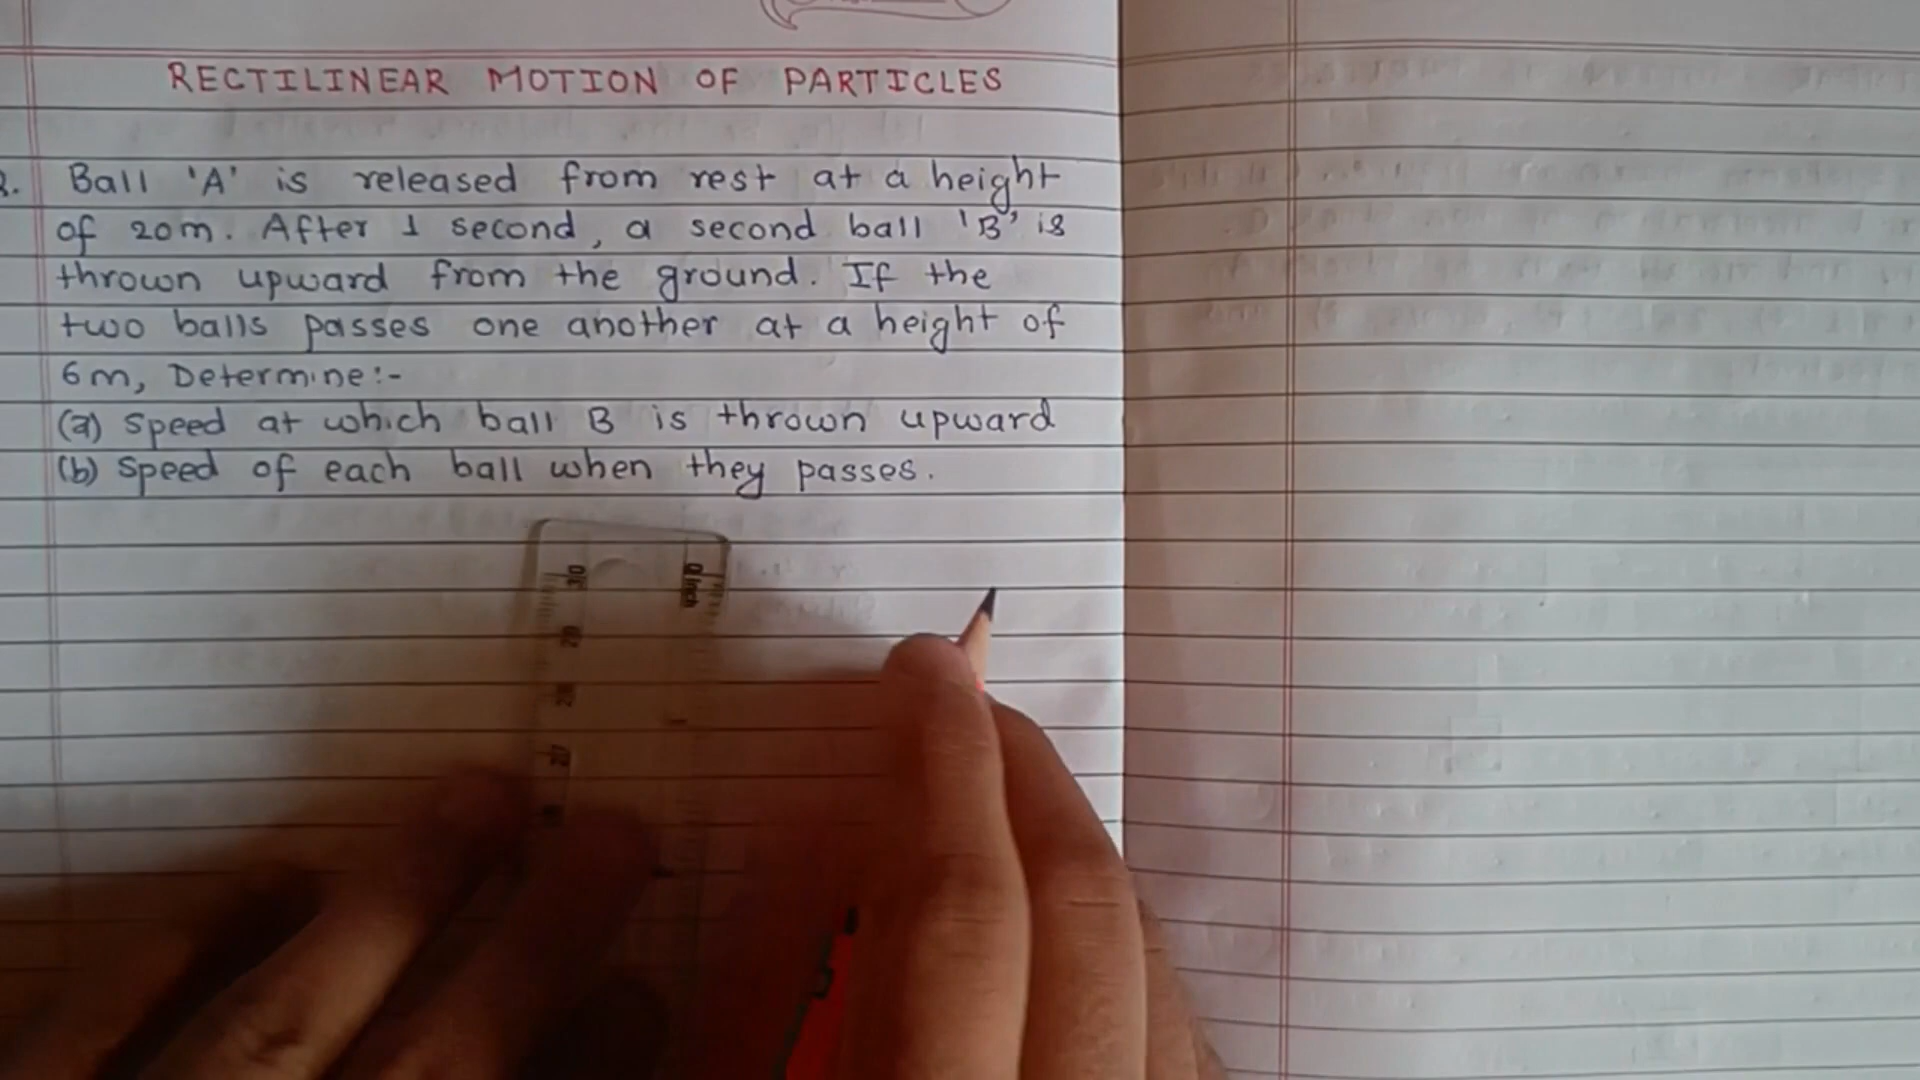 RECTILINEAR MOTION OF PARTICLES
Ball 'A' is released from rest at a height
of 20m. After 1 second, a second ball 'B' is
thrown upward from the ground. If the
two balls passes one another at a height of
6m, Determine:-
(a) Speed at which ball B is thrown upward
(b) Speed of each ball when they passes.
0 inch